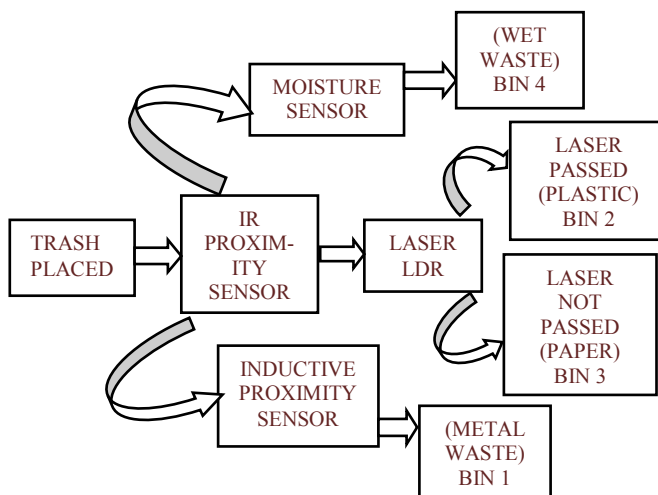 MOISTURE
SENSOR
(WET
WASTE)
BIN 4
TRASH
PLACED
IR
PROXIM-
ITY
SENSOR
LASER
LDR
LASER
PASSED
(PLASTIC)
BIN 2
LASER
NOT
PASSED
(PAPER)
BIN 3
INDUCTIVE
PROXIMITY
SENSOR
(METAL
WASTE)
BIN 1